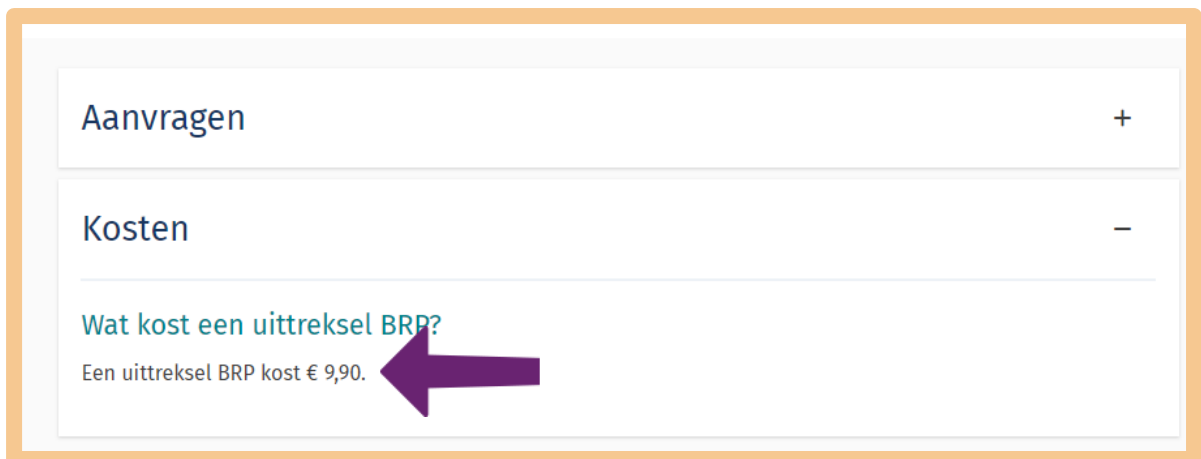 Aanvragen +
Kosten −
Wat kost een uittreksel BRP?
Een uittreksel BRP kost € 9,90.